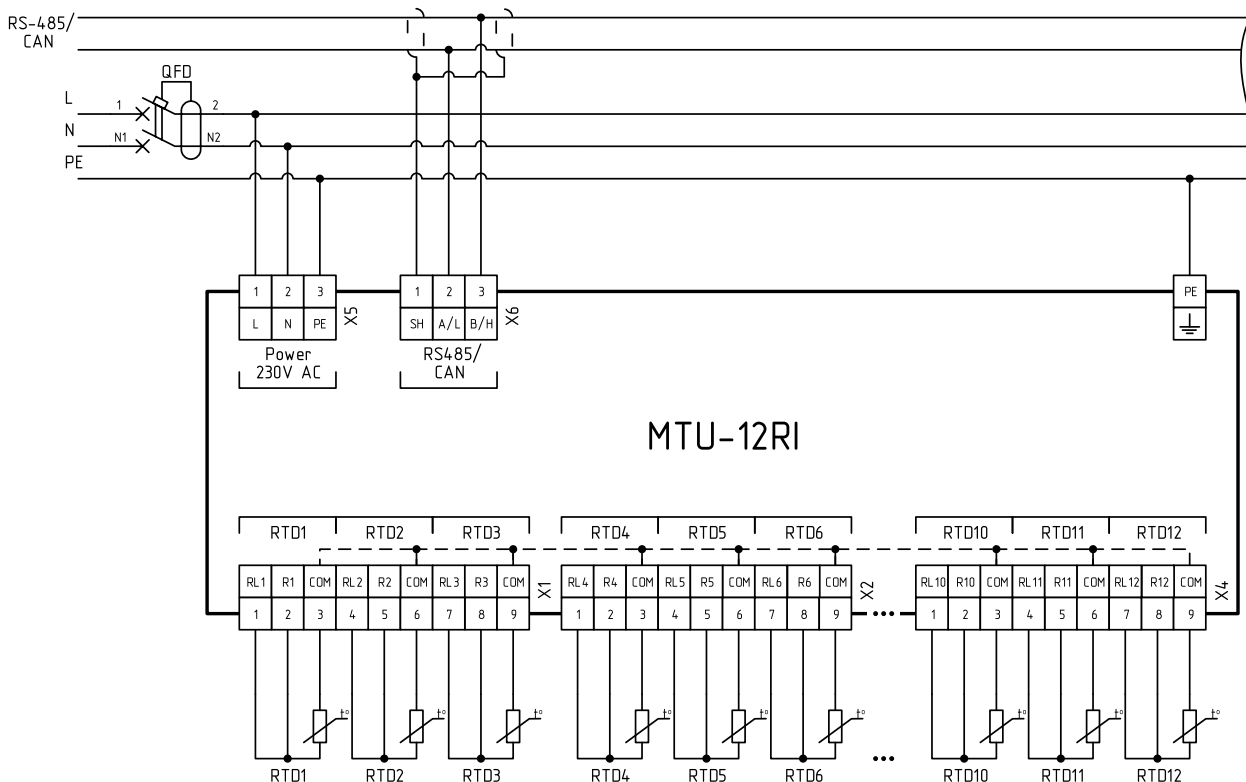 RS-485/
CAN
QFD
L
1
2
N
N1
N2
PE
1 2 3
X5
L N PE
Power
230V AC
1 2 3
X6
SH A/L B/H
RS485/
CAN
PE
MTU-12RI
RTD1 RTD2 RTD3 RTD4 RTD5 RTD6 RTD10 RTD11 RTD12
RL1 R1 COM RL2 R2 COM RL3 R3 COM X1 RL4 R4 COM RL5 R5 COM RL6 R6 COM X2 RL10 R10 COM RL11 R11 COM RL12 R12 COM X4
1 2 3 4 5 6 7 8 9 1 2 3 4 5 6 7 8 9 ••• 1 2 3 4 5 6 7 8 9
t° t° t° t° t° t° t° t° t°
•••
RTD1 RTD2 RTD3 RTD4 RTD5 RTD6 RTD10 RTD11 RTD12